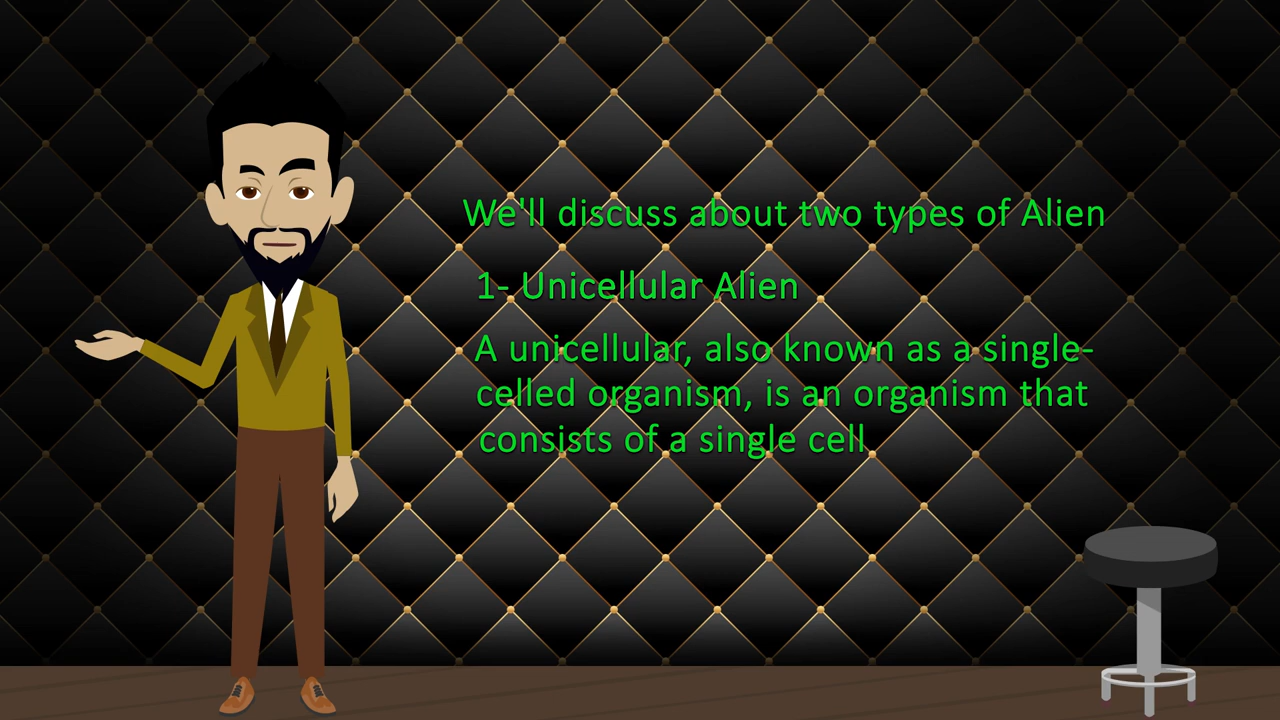 We'll discuss about two types of Alien
1- Unicellular Alien
A unicellular, also known as a single-
celled organism, is an organism that
consists of a single cell